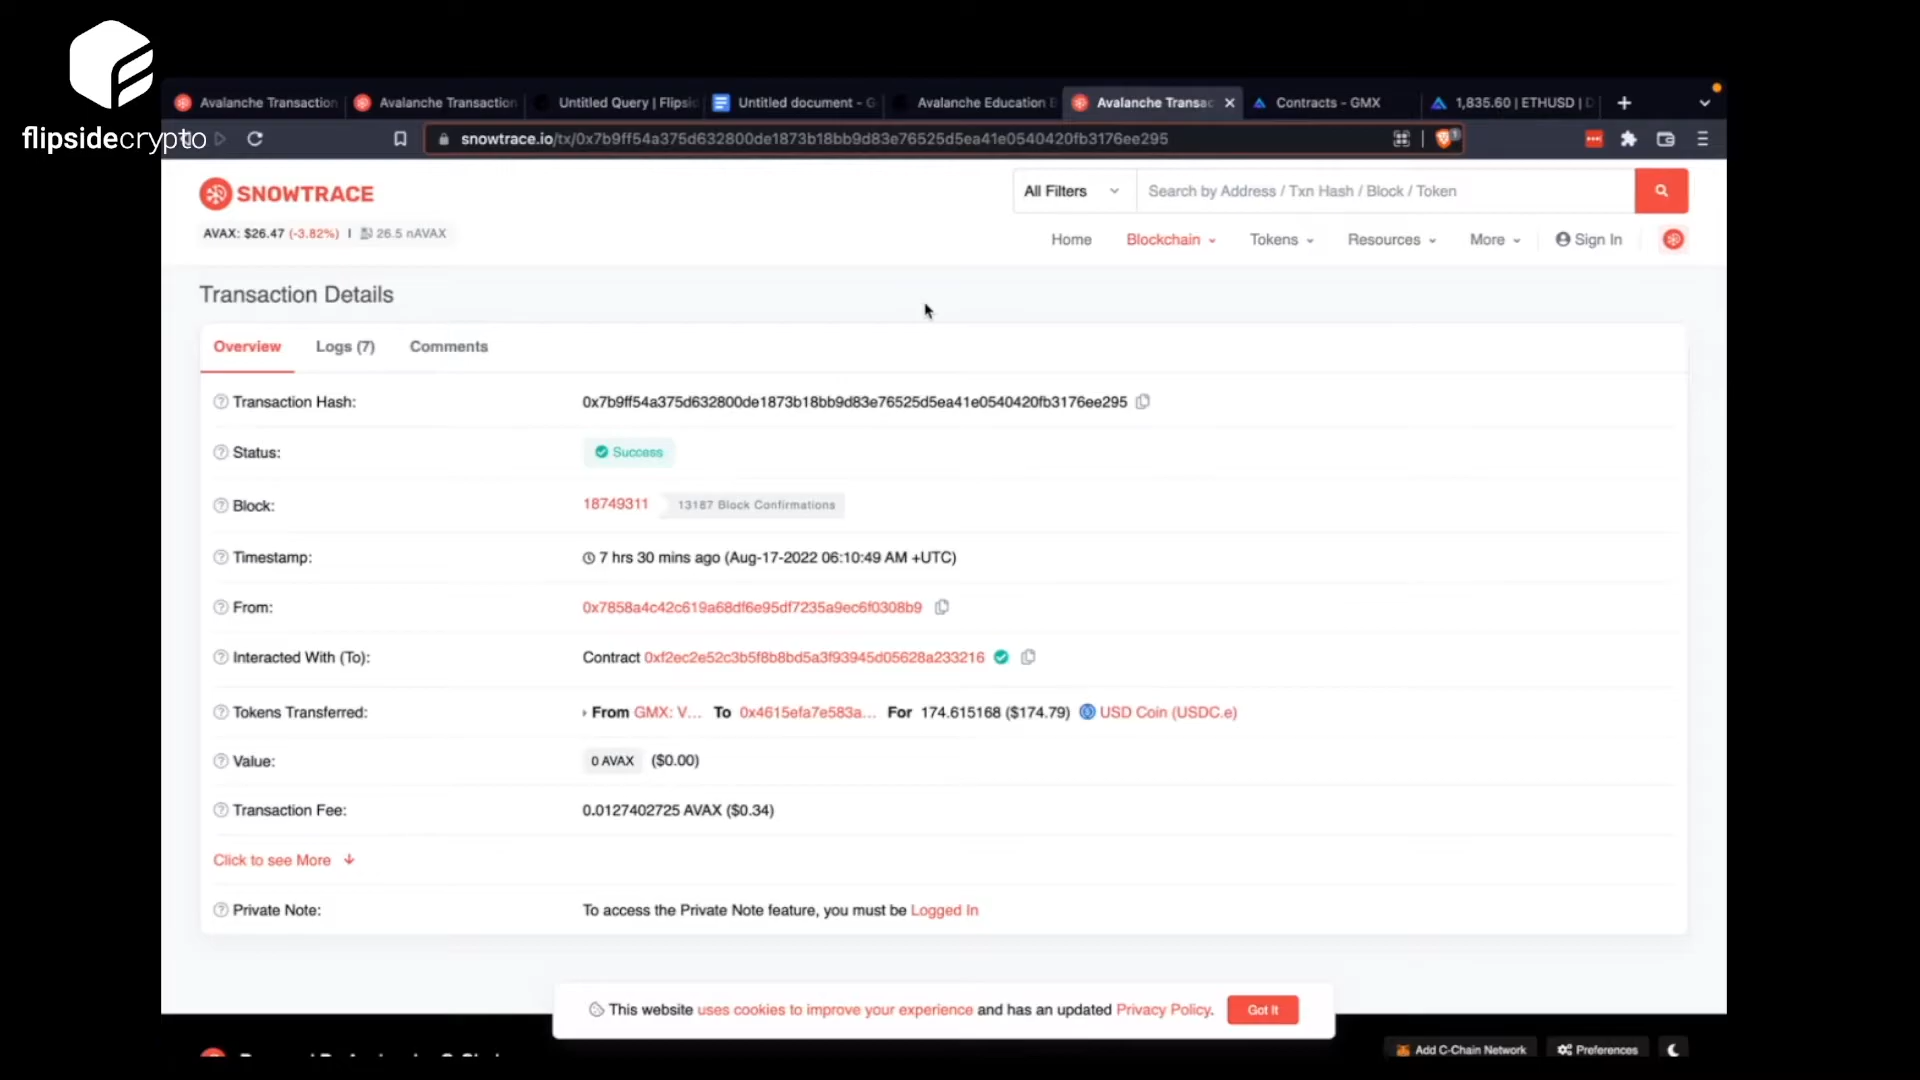 flipsidecrypto
Avalanche Transaction
Avalanche Transaction
Untitled Query | Flipsi
Untitled document - G
Avalanche Education
Avalanche Transac
Contracts - GMX
1,835.60 | ETHUSD |
snowtrace.io/tx/0x7b9ff54a375d632800de1873b18bb9d83e76525d5ea41e0540420fb3176ee295
SNOWTRACE
All Filters
Search by Address / Txn Hash / Block / Token
AVAX: $26.47 (-3.82%) | 26.5 nAVAX
Home Blockchain Tokens Resources More Sign In
Transaction Details
Overview Logs (7) Comments
Transaction Hash: 0x7b9ff54a375d632800de1873b18bb9d83e76525d5ea41e0540420fb3176ee295
Status: Success
Block: 18749311 13187 Block Confirmations
Timestamp: 7 hrs 30 mins ago (Aug-17-2022 06:10:49 AM +UTC)
From: 0x7858a4c42c619a68df6e95df7235a9ec6f0308b9
Interacted With (To): Contract 0xf2ec2e52c3b5f8b8bd5a3f93945d05628a233216
Tokens Transferred: From GMX: V... To 0x4615efa7e583a... For 174.615168 ($174.79) USD Coin (USDC.e)
Value: 0 AVAX ($0.00)
Transaction Fee: 0.0127402725 AVAX ($0.34)
Click to see More
Private Note: To access the Private Note feature, you must be Logged In
This website uses cookies to improve your experience and has an updated Privacy Policy. Got It
Add C-Chain Network Preferences